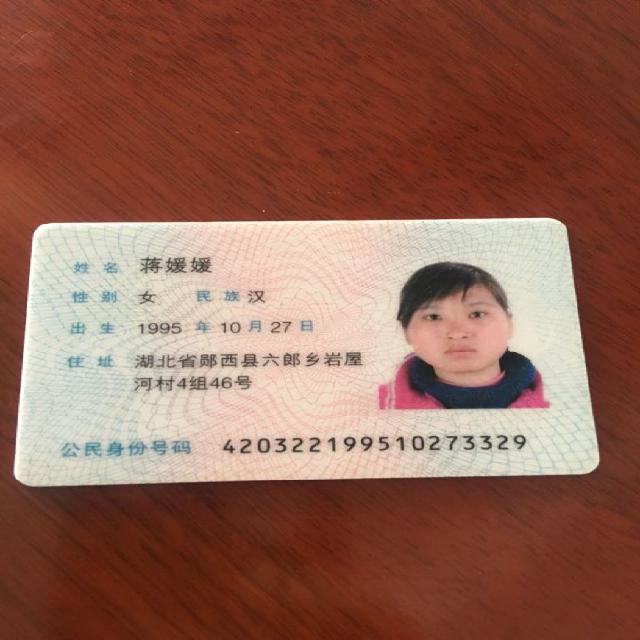 姓名 蒋媛媛
性别 女 民族 汉
出生 1995 年 10 月 27 日
住址 湖北省郧西县六郎乡岩屋
河村4组46号
公民身份号码 420322199510273329